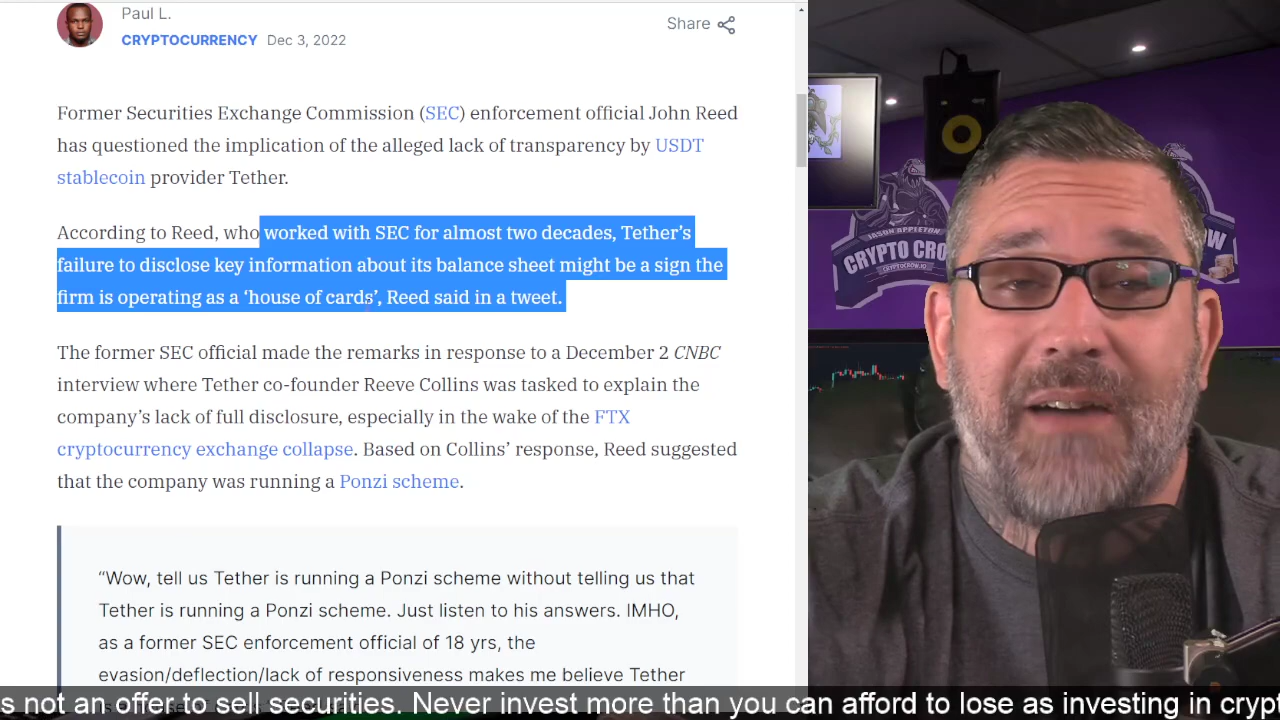 Paul L.
Share
CRYPTOCURRENCY Dec 3, 2022
Former Securities Exchange Commission (SEC) enforcement official John Reed
has questioned the implication of the alleged lack of transparency by USDT
stablecoin provider Tether.
According to Reed, who worked with SEC for almost two decades, Tether’s
failure to disclose key information about its balance sheet might be a sign the
firm is operating as a ‘house of cards’, Reed said in a tweet.
The former SEC official made the remarks in response to a December 2 CNBC
interview where Tether co-founder Reeve Collins was tasked to explain the
company’s lack of full disclosure, especially in the wake of the FTX
cryptocurrency exchange collapse. Based on Collins’ response, Reed suggested
that the company was running a Ponzi scheme.
“Wow, tell us Tether is running a Ponzi scheme without telling us that
Tether is running a Ponzi scheme. Just listen to his answers. IMHO,
as a former SEC enforcement official of 18 yrs, the
evasion/deflection/lack of responsiveness makes me believe Tether
s not an offer to sell securities. Never invest more than you can afford to lose as investing in crypt
JASON APPLETON
CRYPTO CROW
CRYPTOCROW.IO